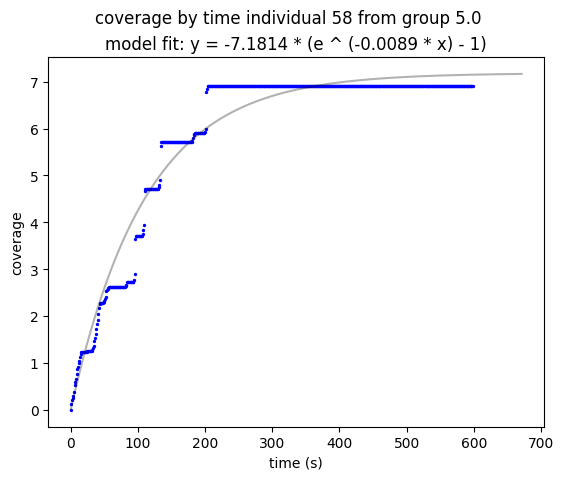 coverage by time individual 58 from group 5.0
model fit: y = -7.1814 * (e ^ (-0.0089 * x) - 1)
7
6
5
4
3
2
1
0
coverage
0 100 200 300 400 500 600 700
time (s)